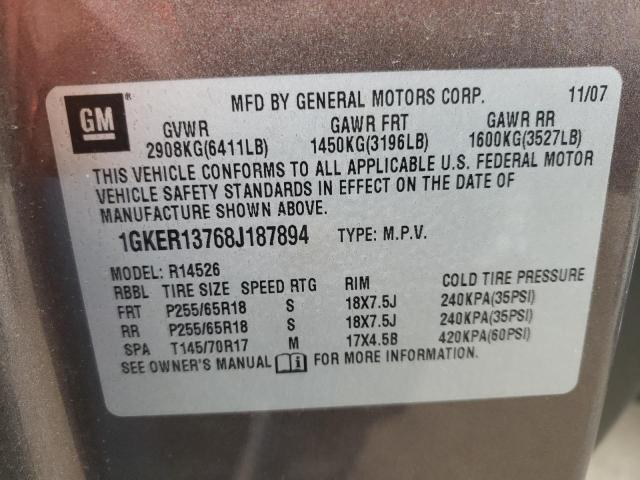 GM®
MFD BY GENERAL MOTORS CORP. 11/07
GVWR GAWR FRT GAWR RR
2908KG(6411LB) 1450KG(3196LB) 1600KG(3527LB)
THIS VEHICLE CONFORMS TO ALL APPLICABLE U.S. FEDERAL MOTOR
VEHICLE SAFETY STANDARDS IN EFFECT ON THE DATE OF
MANUFACTURE SHOWN ABOVE.
1GKER13768J187894 TYPE: M.P.V.
MODEL: R14526
RBBL TIRE SIZE SPEED RTG RIM COLD TIRE PRESSURE
FRT P255/65R18 S 18X7.5J 240KPA(35PSI)
RR P255/65R18 S 18X7.5J 240KPA(35PSI)
SPA T145/70R17 M 17X4.5B 420KPA(60PSI)
SEE OWNER'S MANUAL i FOR MORE INFORMATION.